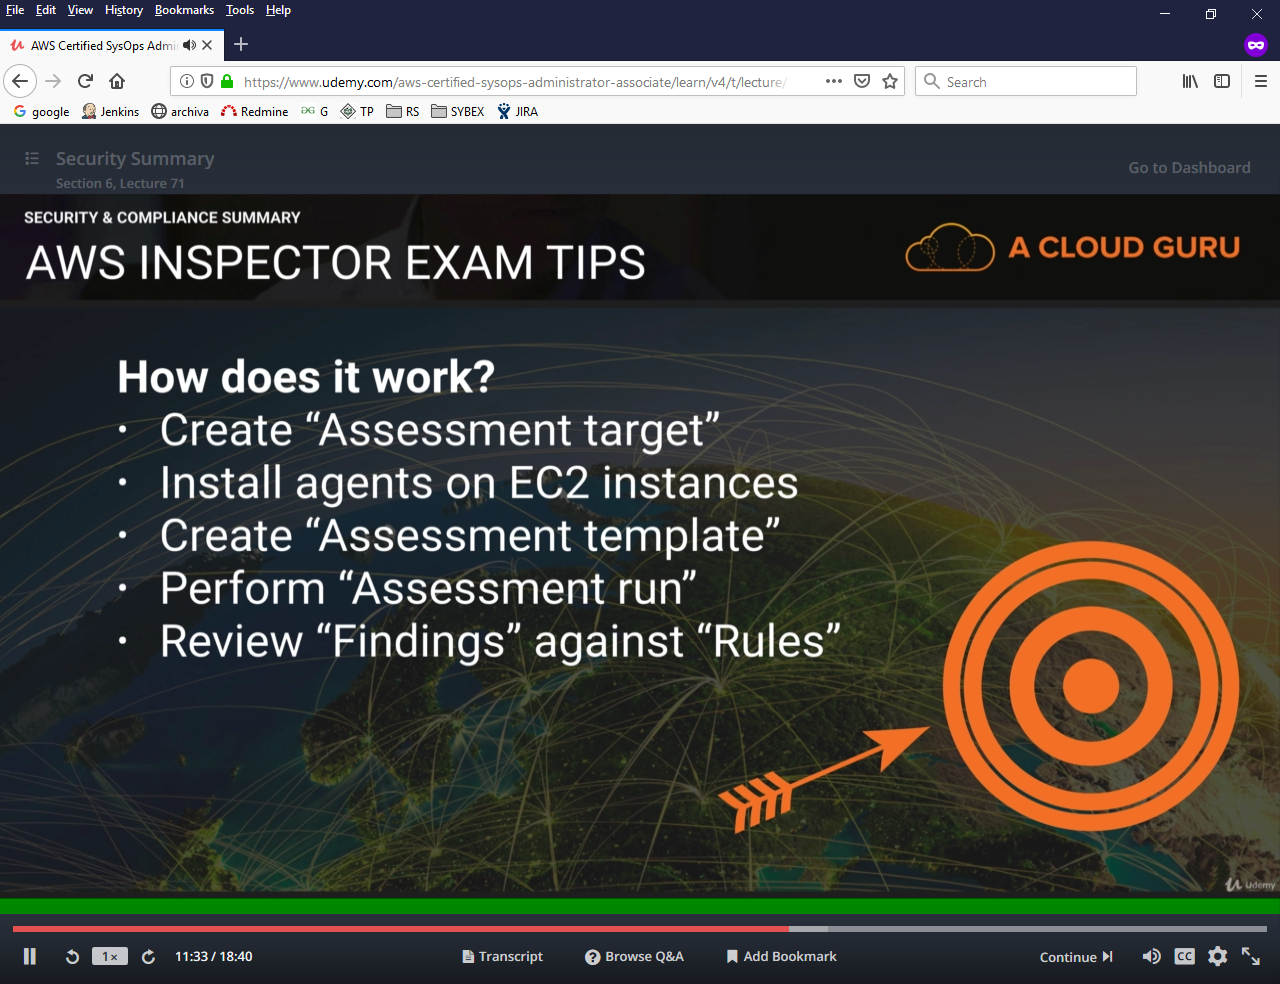 File Edit View History Bookmarks Tools Help
AWS Certified SysOps Admi
https://www.udemy.com/aws-certified-sysops-administrator-associate/learn/v4/t/lecture/
Search
google Jenkins archiva Redmine G TP RS SYBEX JIRA
Security Summary
Section 6, Lecture 71
Go to Dashboard
SECURITY & COMPLIANCE SUMMARY
AWS INSPECTOR EXAM TIPS
A CLOUD GURU
How does it work?
• Create “Assessment target”
• Install agents on EC2 instances
• Create “Assessment template”
• Perform “Assessment run”
• Review “Findings” against “Rules”
Udemy
1× 11:33 / 18:40 Transcript Browse Q&A Add Bookmark Continue CC